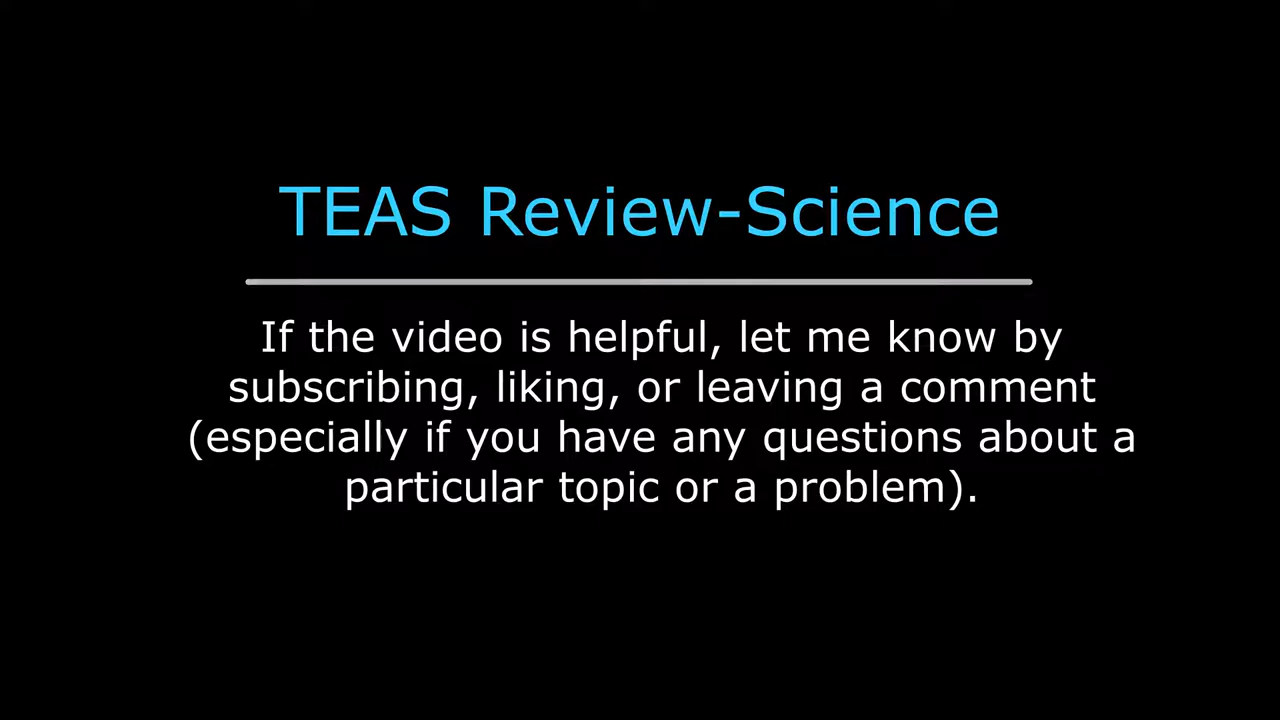 TEAS Review-Science
If the video is helpful, let me know by
subscribing, liking, or leaving a comment
(especially if you have any questions about a
particular topic or a problem).